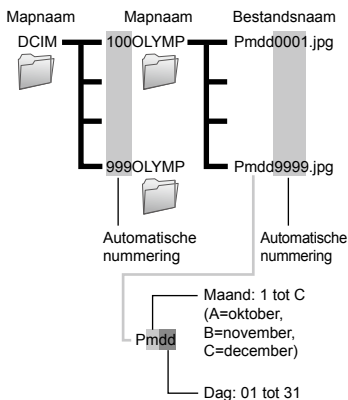 Mapnaam Mapnaam Bestandsnaam
DCIM 100OLYMP Pmdd0001.jpg
999OLYMP Pmdd9999.jpg
Automatische
nummering
Automatische
nummering
Maand: 1 tot C
(A=oktober,
B=november,
C=december)
Pmdd
Dag: 01 tot 31